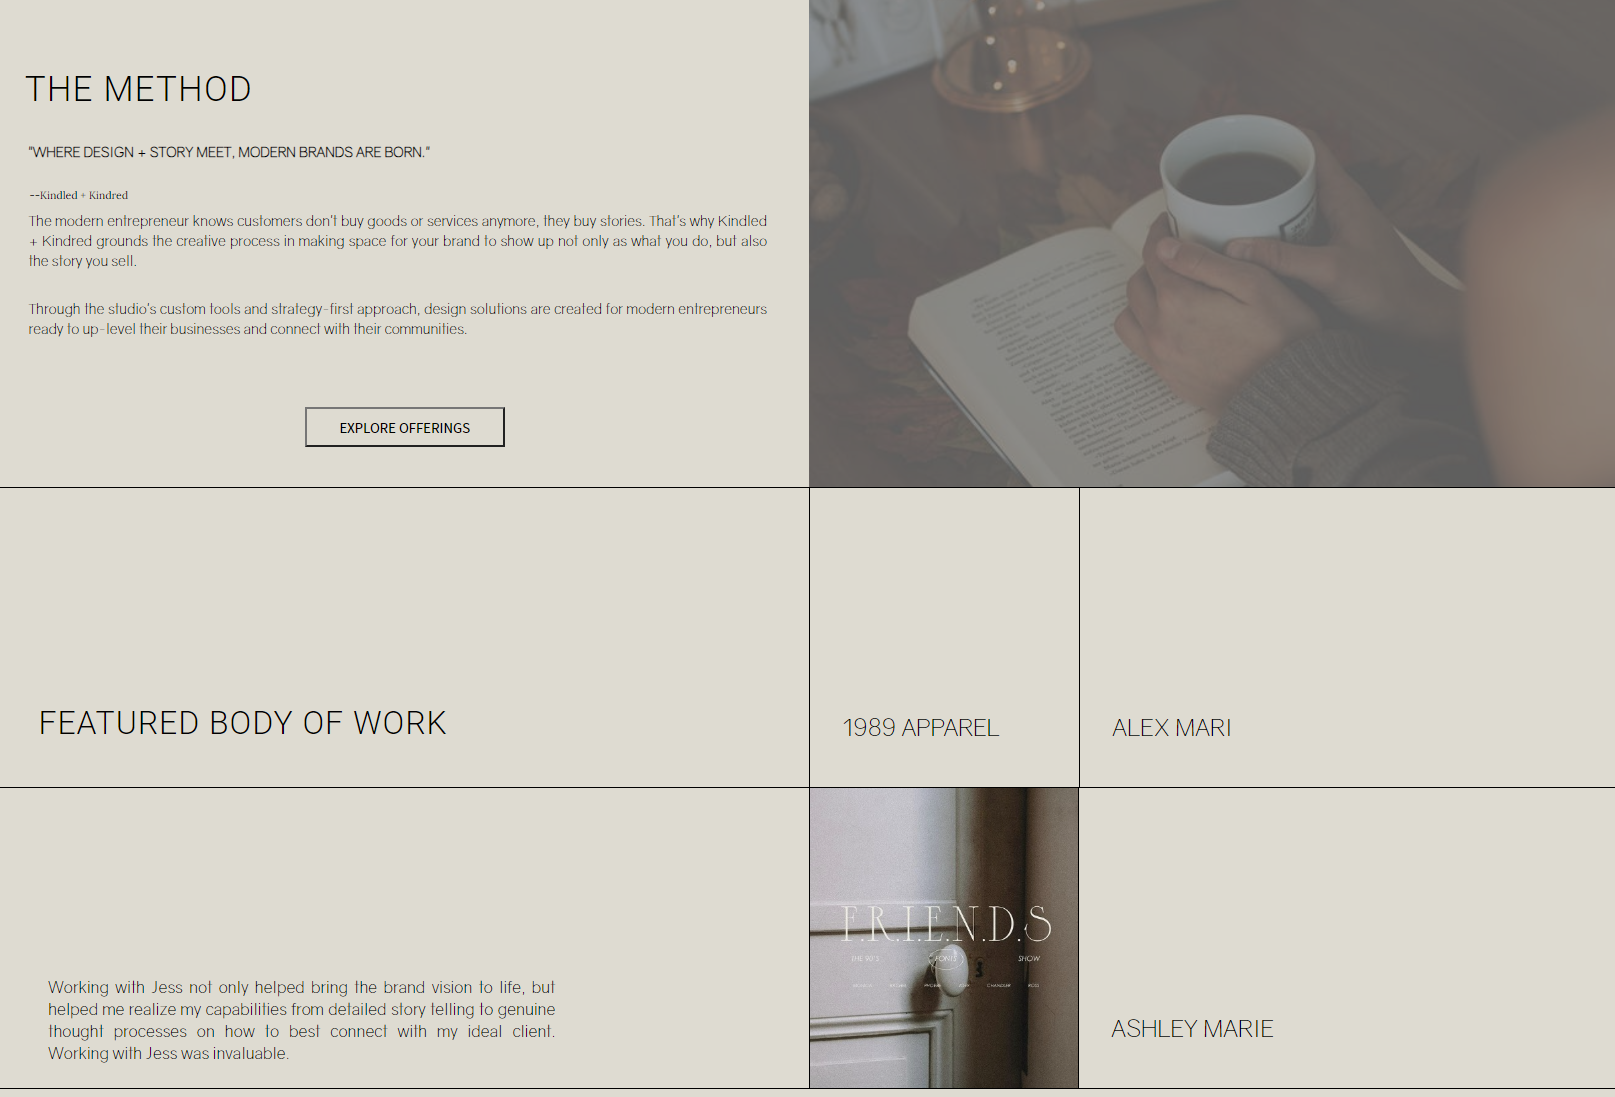 THE METHOD
"WHERE DESIGN + STORY MEET, MODERN BRANDS ARE BORN."
--Kindled + Kindred
The modern entrepreneur knows customers don't buy goods or services anymore, they buy stories. That's why Kindled
+ Kindred grounds the creative process in making space for your brand to show up not only as what you do, but also
the story you sell.
Through the studio's custom tools and strategy-first approach, design solutions are created for modern entrepreneurs
ready to up-level their businesses and connect with their communities.
EXPLORE OFFERINGS
FEATURED BODY OF WORK
1989 APPAREL
ALEX MARI
Working with Jess not only helped bring the brand vision to life, but
helped me realize my capabilities from detailed story telling to genuine
thought processes on how to best connect with my ideal client.
Working with Jess was invaluable.
F.R.I.E.N.D.S
THE 90'S FONTS SHOW
CHANDLER ROSS
ASHLEY MARIE